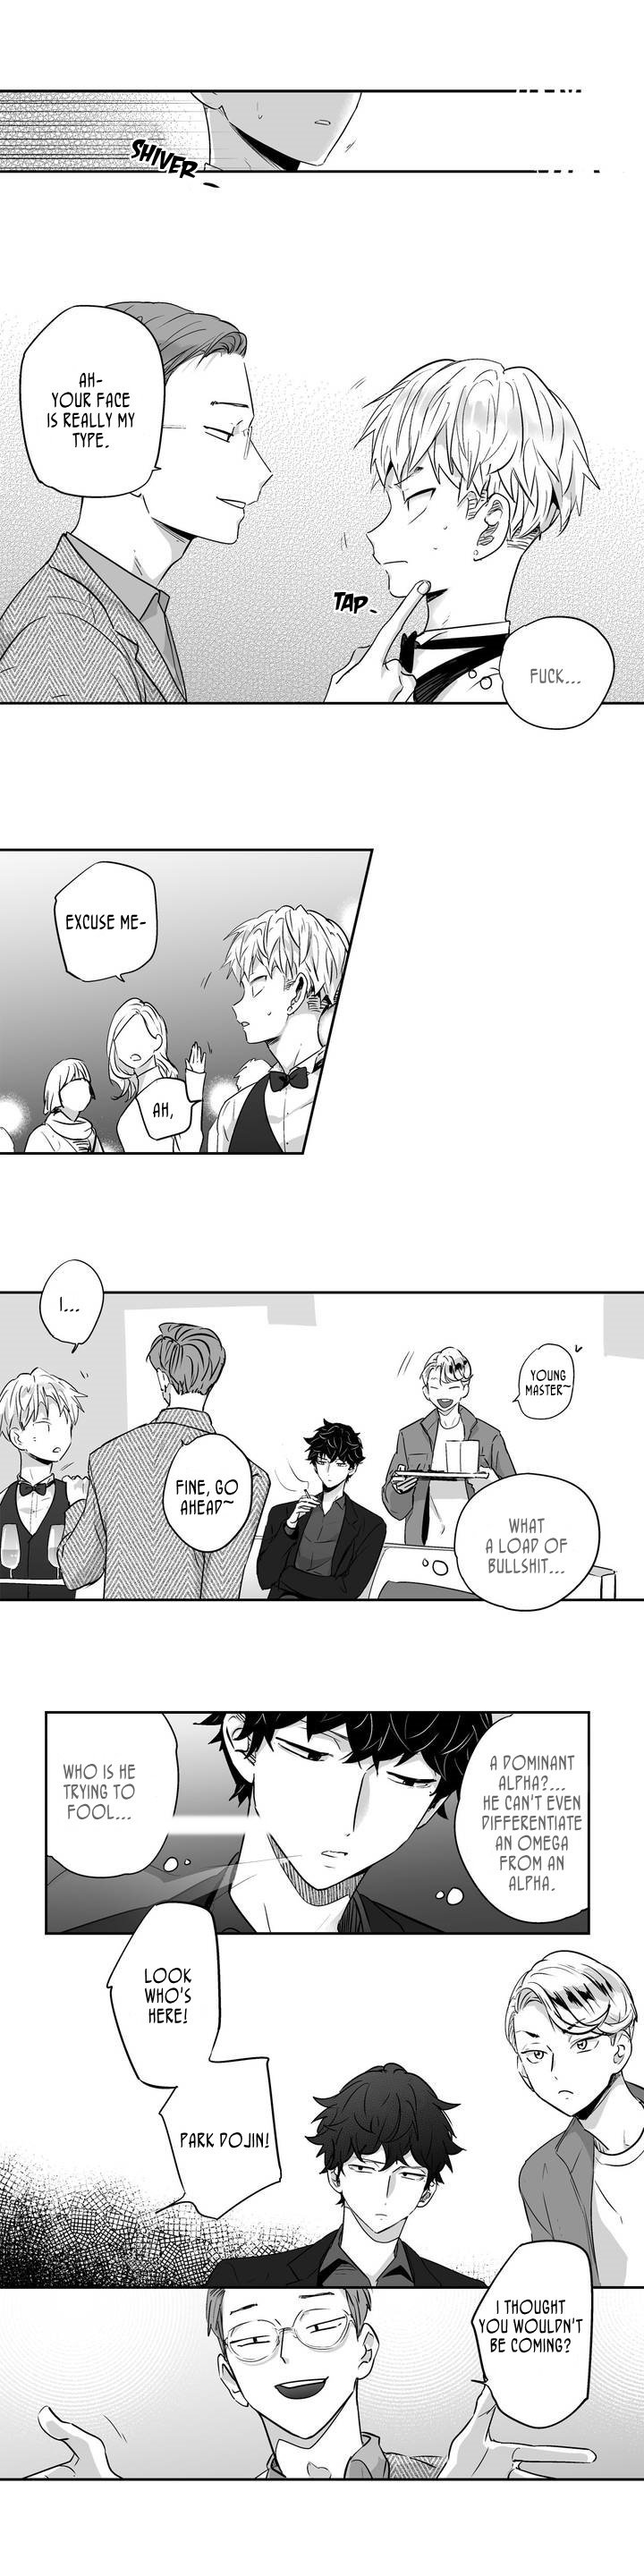 SHIVER
AH-
YOUR FACE
IS REALLY MY
TYPE.
TAP
FUCK...
EXCUSE ME-
AH,
I...
YOUNG
MASTER~
FINE, GO
AHEAD~
WHAT
A LOAD OF
BULLSHIT...
A DOMINANT
ALPHA?...
HE CAN'T EVEN
DIFFERENTIATE
AN OMEGA
FROM AN
ALPHA.
WHO IS HE
TRYING TO
FOOL...
LOOK
WHO'S
HERE!
PARK DOJIN!
I THOUGHT
YOU WOULDN'T
BE COMING?